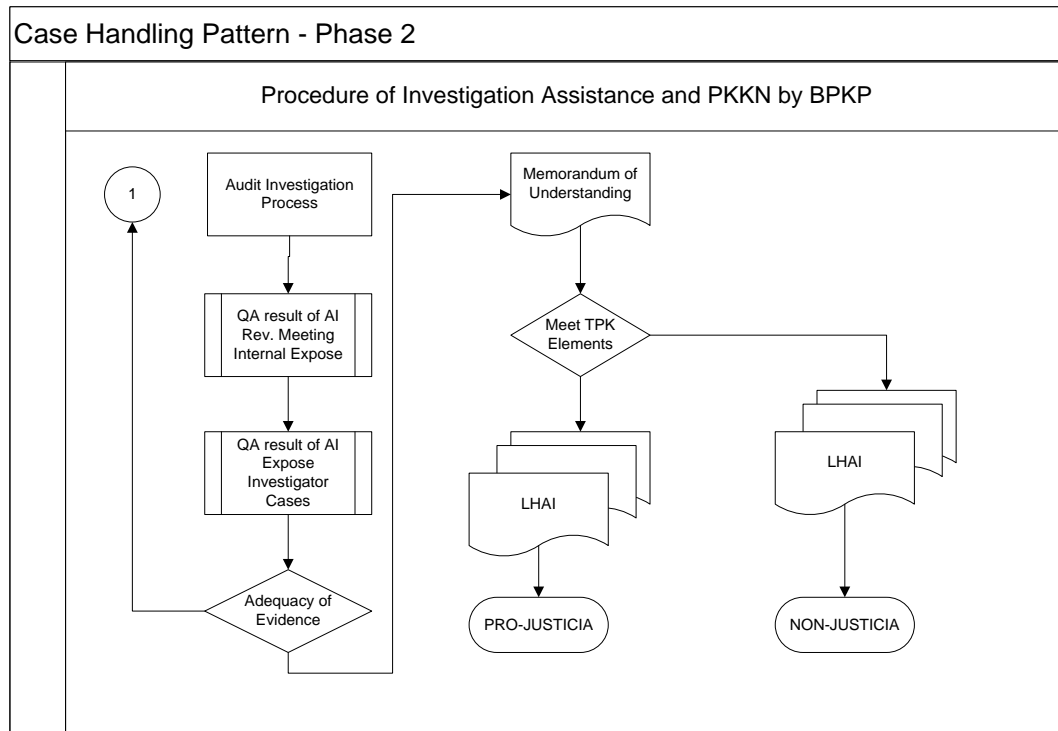 Case Handling Pattern - Phase 2
Procedure of Investigation Assistance and PKKN by BPKP
1
Audit Investigation
Process
QA result of AI
Rev. Meeting
Internal Expose
QA result of AI
Expose
Investigator
Cases
Adequacy of
Evidence
Memorandum of
Understanding
Meet TPK
Elements
LHAI
PRO-JUSTICIA
LHAI
NON-JUSTICIA